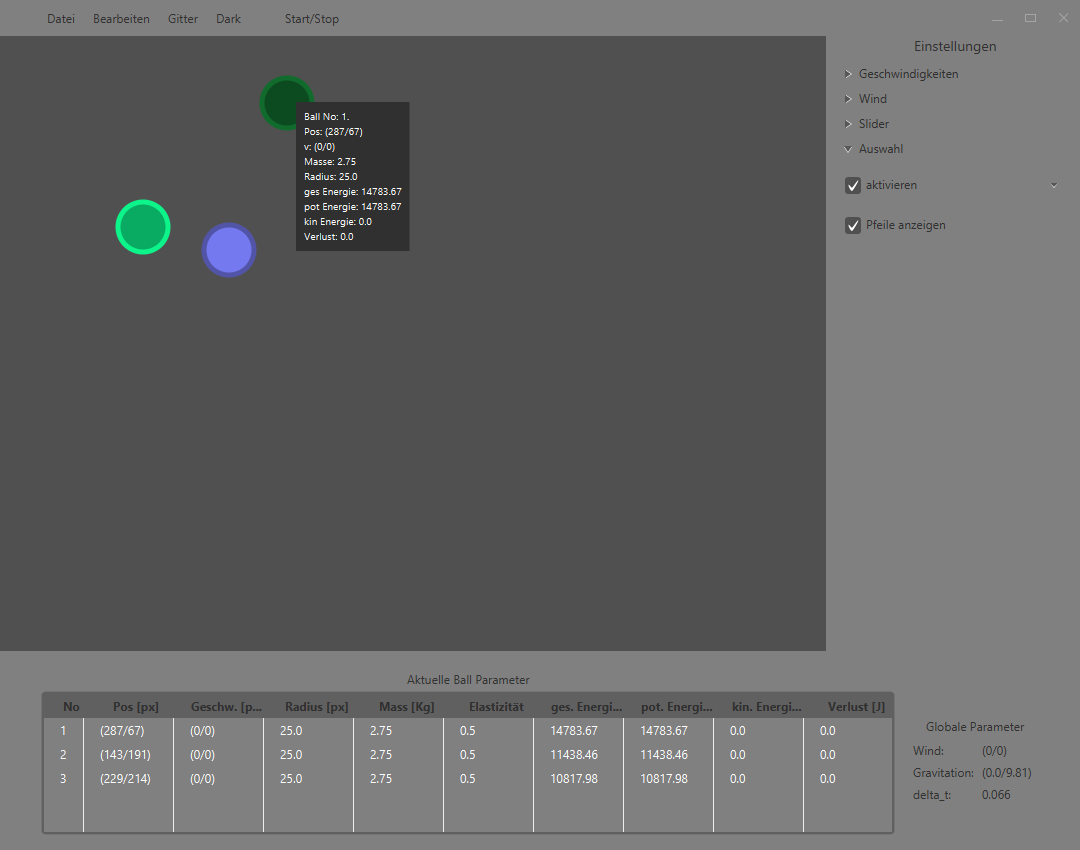 Datei Bearbeiten Gitter Dark Start/Stop
Einstellungen
Geschwindigkeiten
Wind
Slider
Auswahl
aktivieren
Pfeile anzeigen
Ball No: 1.
Pos: (287/67)
v: (0/0)
Masse: 2.75
Radius: 25.0
ges Energie: 14783.67
pot Energie: 14783.67
kin Energie: 0.0
Verlust: 0.0
Aktuelle Ball Parameter
No Pos [px] Geschw. [p... Radius [px] Mass [Kg] Elastizität ges. Energi... pot. Energi... kin. Energi... Verlust [J]
1 (287/67) (0/0) 25.0 2.75 0.5 14783.67 14783.67 0.0 0.0
2 (143/191) (0/0) 25.0 2.75 0.5 11438.46 11438.46 0.0 0.0
3 (229/214) (0/0) 25.0 2.75 0.5 10817.98 10817.98 0.0 0.0
Globale Parameter
Wind: (0/0)
Gravitation: (0.0/9.81)
delta_t: 0.066